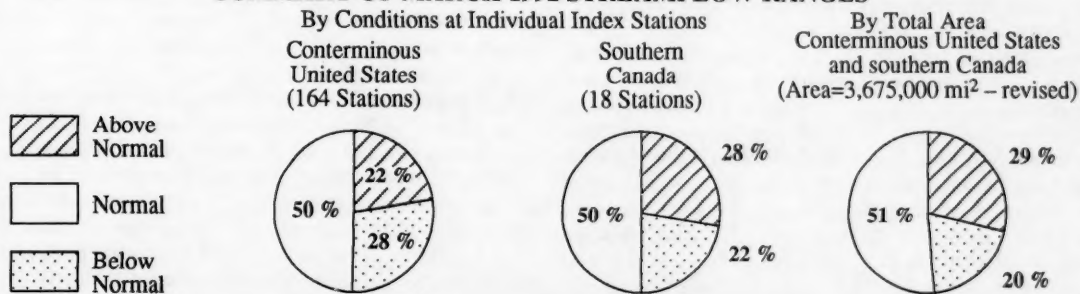 By Conditions at Individual Index Stations
By Total Area
Conterminous
United States
(164 Stations)
Southern
Canada
(18 Stations)
Conterminous United States
and southern Canada
(Area=3,675,000 mi² – revised)
Above
Normal
Normal
Below
Normal
22 %
50 %
28 %
28 %
50 %
22 %
29 %
51 %
20 %